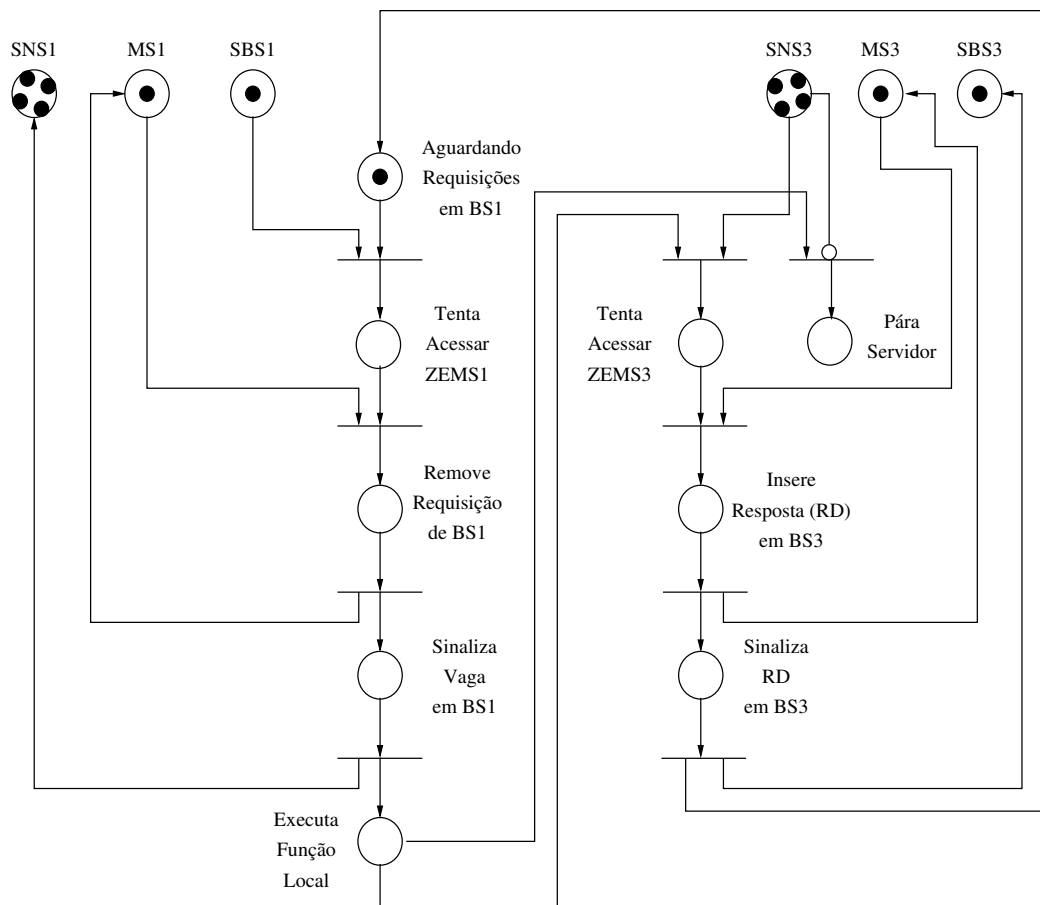 SNS1
MS1
SBS1
SNS3
MS3
SBS3
Aguardando
Requisições
em BS1
Tenta
Acessar
ZEMS1
Tenta
Acessar
ZEMS3
Pára
Servidor
Remove
Requisição
de BS1
Insere
Resposta (RD)
em BS3
Sinaliza
Vaga
em BS1
Sinaliza
RD
em BS3
Executa
Função
Local